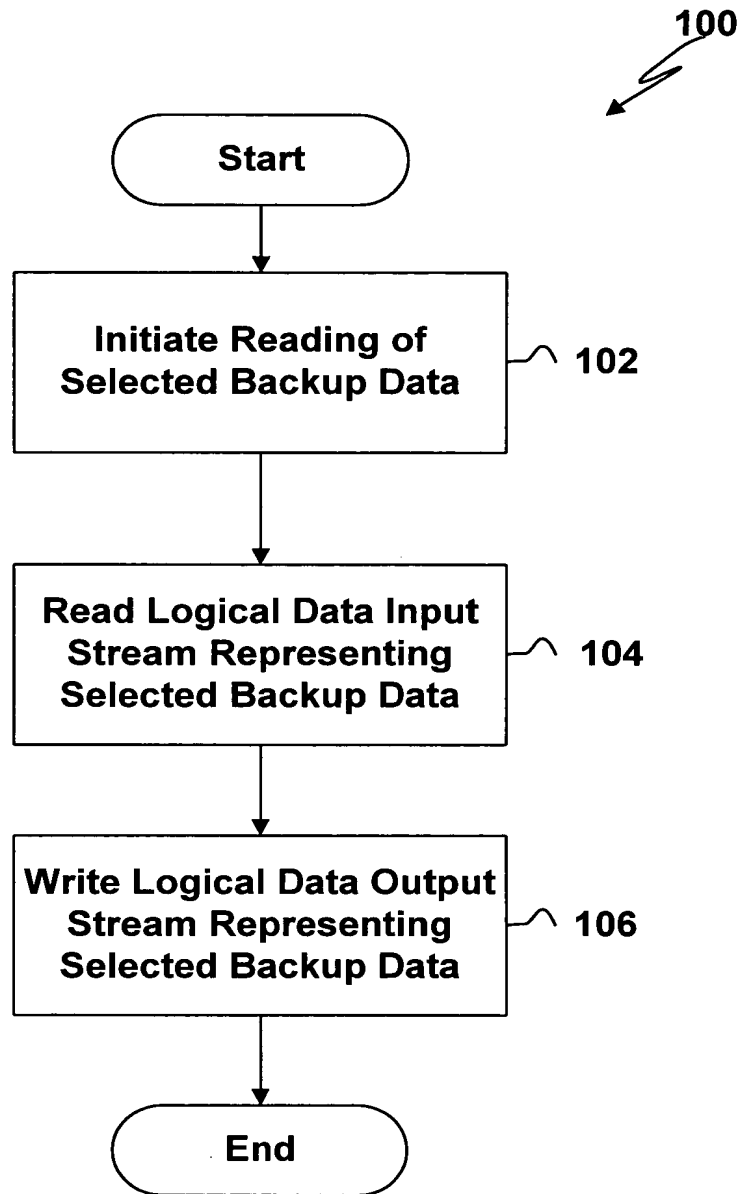 100
Start
Initiate Reading of
Selected Backup Data
102
Read Logical Data Input
Stream Representing
Selected Backup Data
104
Write Logical Data Output
Stream Representing
Selected Backup Data
106
End